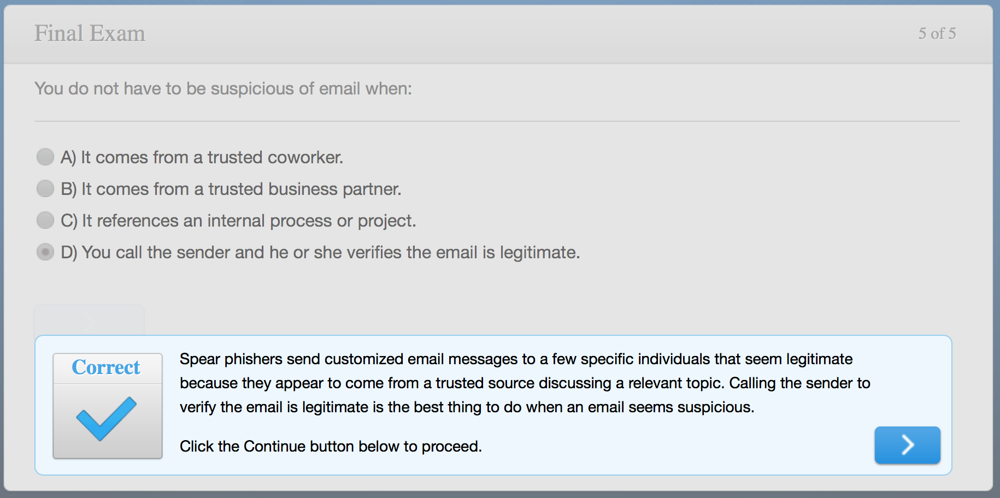 Final Exam
5 of 5
You do not have to be suspicious of email when:
A) It comes from a trusted coworker.
B) It comes from a trusted business partner.
C) It references an internal process or project.
D) You call the sender and he or she verifies the email is legitimate.
Correct
Spear phishers send customized email messages to a few specific individuals that seem legitimate
because they appear to come from a trusted source discussing a relevant topic. Calling the sender to
verify the email is legitimate is the best thing to do when an email seems suspicious.
Click the Continue button below to proceed.